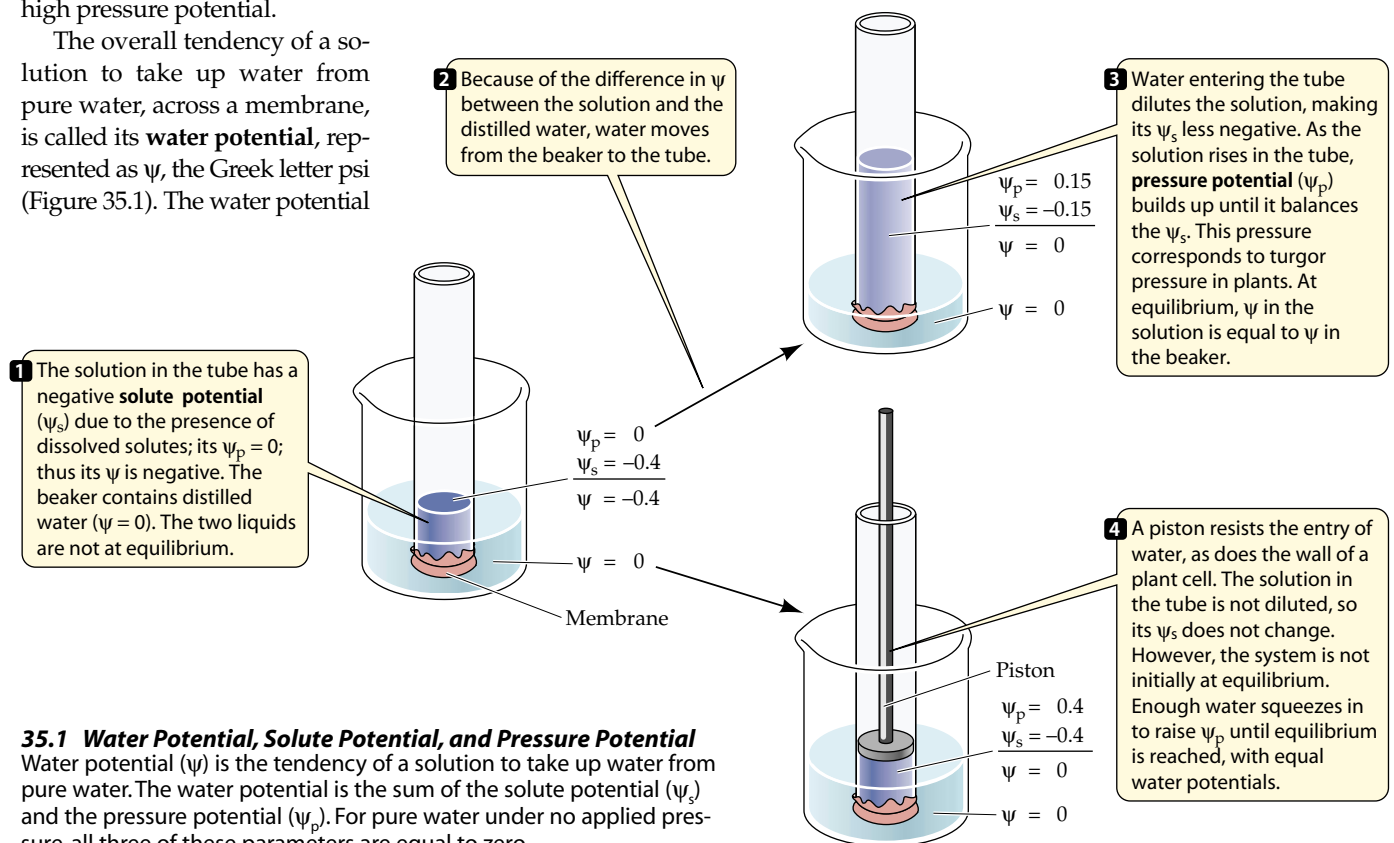 high pressure potential.
The overall tendency of a so-
lution to take up water from
pure water, across a membrane,
is called its water potential, rep-
resented as ψ, the Greek letter psi
(Figure 35.1). The water potential
2 Because of the difference in ψ
between the solution and the
distilled water, water moves
from the beaker to the tube.
3 Water entering the tube
dilutes the solution, making
its ψs less negative. As the
solution rises in the tube,
pressure potential (ψp)
builds up until it balances
the ψs. This pressure
corresponds to turgor
pressure in plants. At
equilibrium, ψ in the
solution is equal to ψ in
the beaker.
ψp = 0.15
ψs = –0.15
ψ = 0
ψ = 0
1 The solution in the tube has a
negative solute potential
(ψs) due to the presence of
dissolved solutes; its ψp = 0;
thus its ψ is negative. The
beaker contains distilled
water (ψ = 0). The two liquids
are not at equilibrium.
ψp = 0
ψs = –0.4
ψ = –0.4
ψ = 0
Membrane
4 A piston resists the entry of
water, as does the wall of a
plant cell. The solution in
the tube is not diluted, so
its ψs does not change.
However, the system is not
initially at equilibrium.
Enough water squeezes in
to raise ψp until equilibrium
is reached, with equal
water potentials.
Piston
ψp = 0.4
ψs = –0.4
ψ = 0
ψ = 0
35.1 Water Potential, Solute Potential, and Pressure Potential
Water potential (ψ) is the tendency of a solution to take up water from
pure water. The water potential is the sum of the solute potential (ψs)
and the pressure potential (ψp). For pure water under no applied pres-
sure, all three of these parameters are equal to zero.